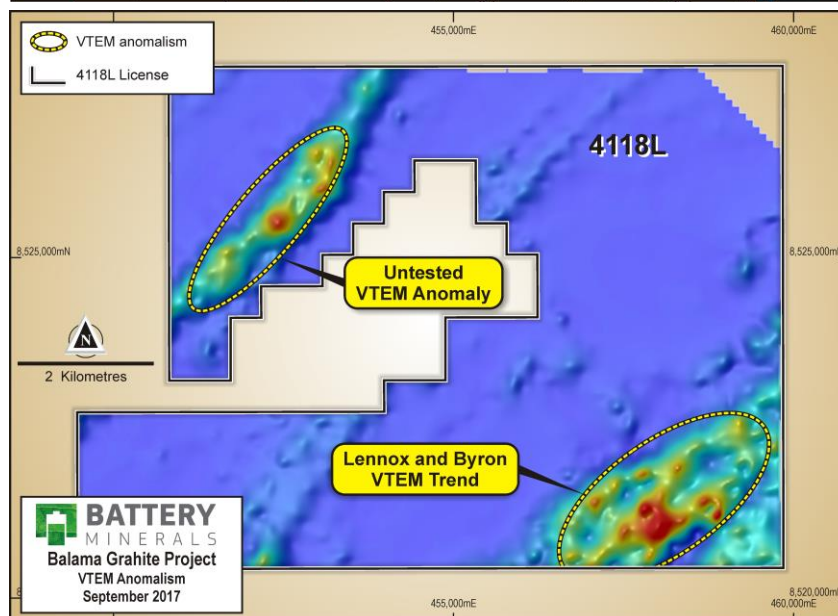 455,000mE
460,000mE
VTEM anomalism
4118L License
4118L
8,525,000mN
8,525,000mN
Untested
VTEM Anomaly
N
2 Kilometres
Lennox and Byron
VTEM Trend
BATTERY
MINERALS
Balama Grahite Project
VTEM Anomalism
September 2017
455,000mE
8,520,000mN
460,000mE